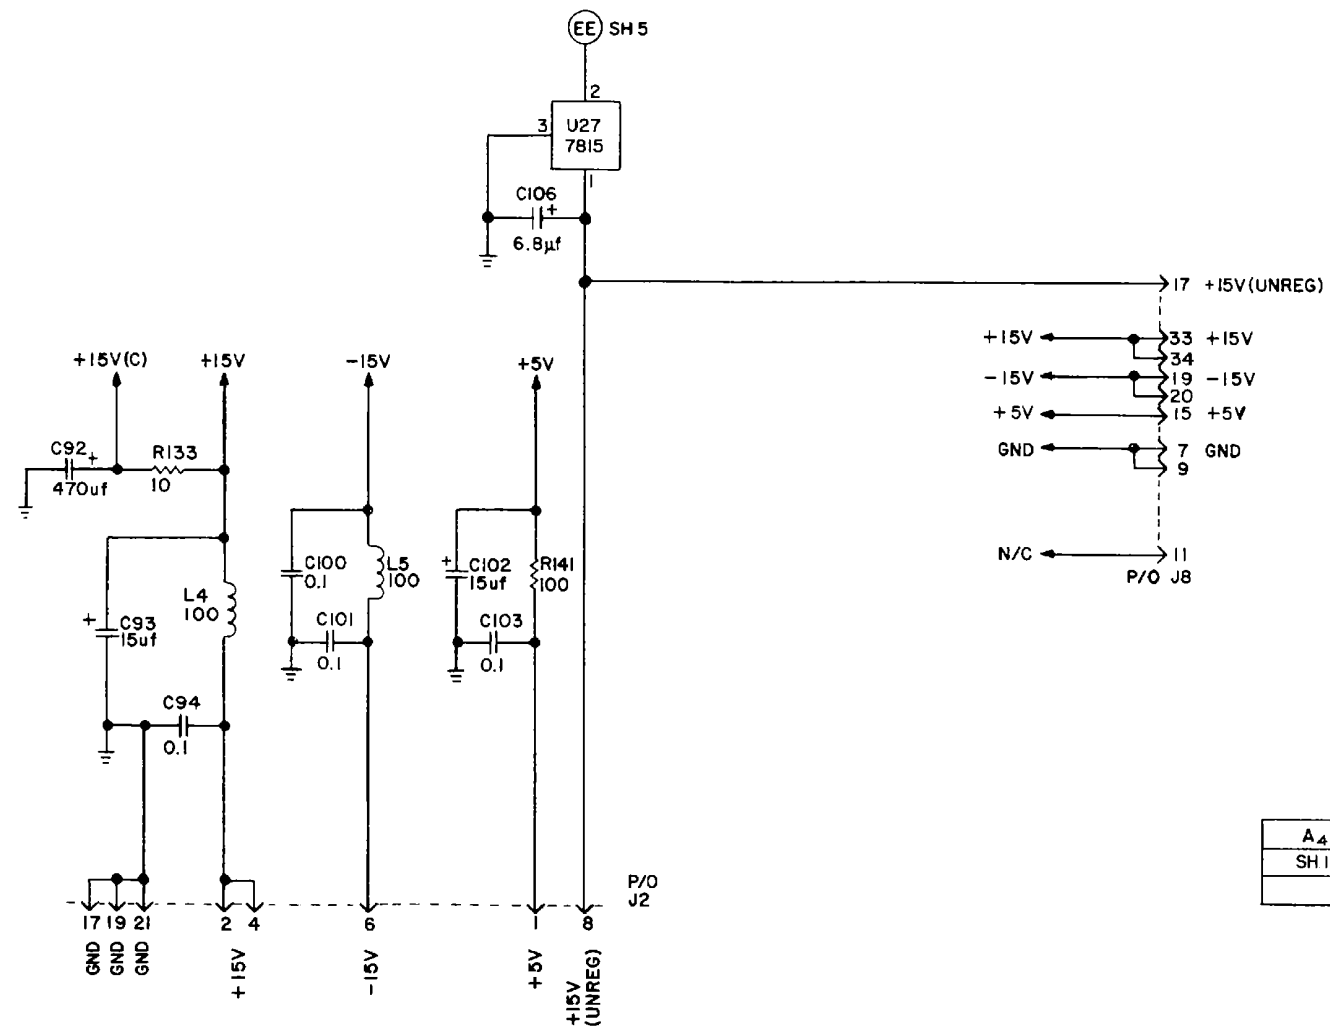 EE SH 5
2
3 U27
7815
1
C106
+
6.8µf
17 +15V(UNREG)
+15V 33 +15V
34
-15V 19 -15V
20
+5V 15 +5V
GND 7 GND
9
N/C 11
P/O J8
+15V(C) +15V -15V +5V
C92 + R133
470uf 10
C100 L5
0.1 100
+ C102 R141
15uf 100
L4
100
+ C93
15uf
C101
0.1
C103
0.1
C94
0.1
A4
SH 1
P/O
J2
17 19 21 2 4 6 1 8
GND GND GND +15V -15V +5V +15V
(UNREG)